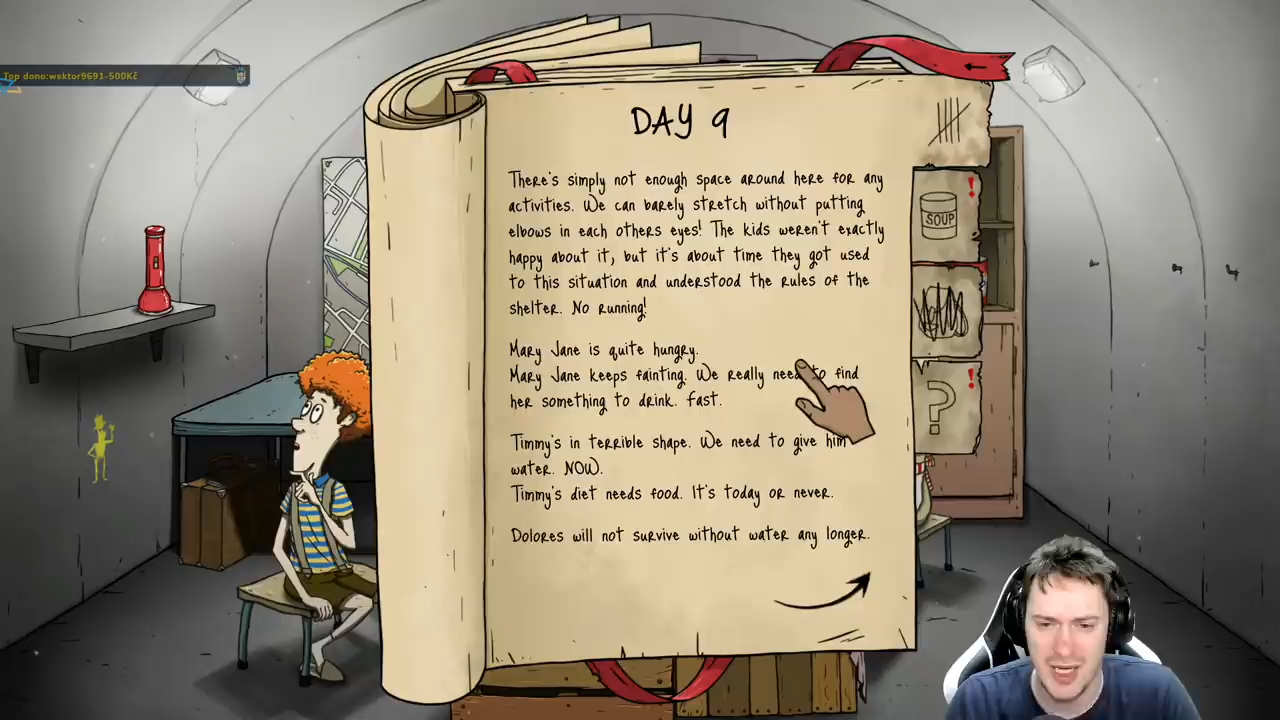 Top dono:wektor9691-500Kč
DAY 9
There's simply not enough space around here for any
activities. We can barely stretch without putting
elbows in each others eyes! The kids weren't exactly
happy about it, but it's about time they got used
to this situation and understood the rules of the
shelter. No running!
Mary Jane is quite hungry.
Mary Jane keeps fainting. We really need to find
her something to drink. Fast.
Timmy's in terrible shape. We need to give him
water. NOW.
Timmy's diet needs food. It's today or never.
Dolores will not survive without water any longer.
!
SOUP
?
!